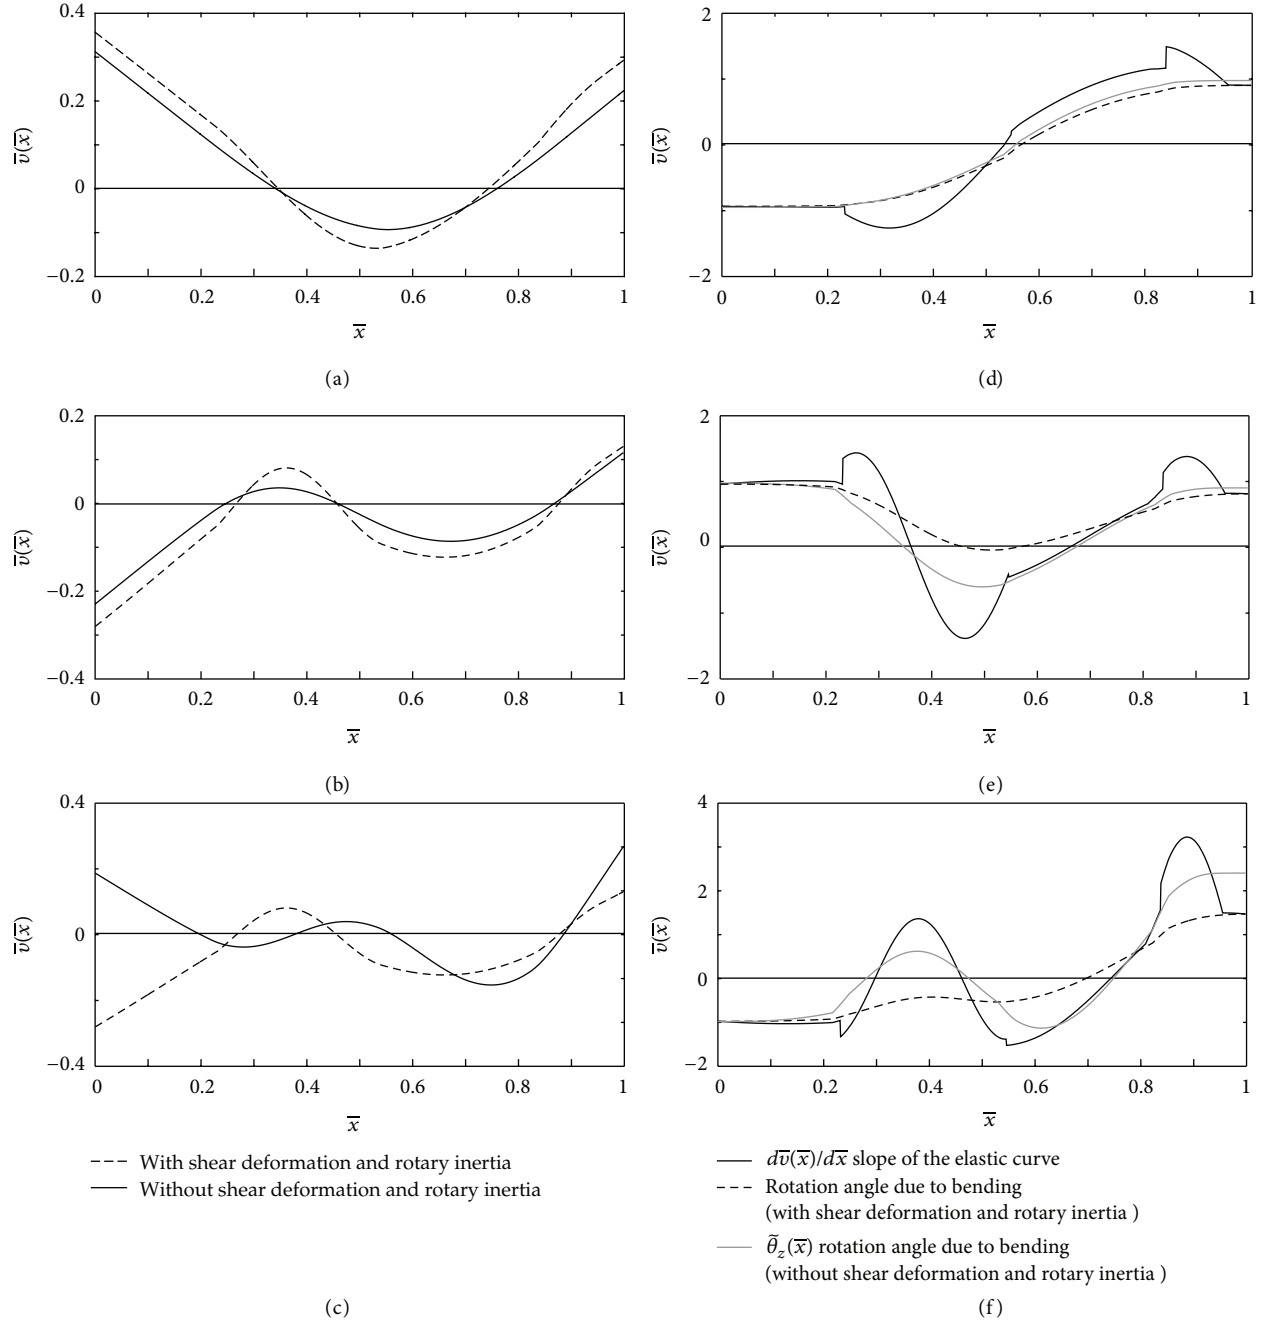 0.4
0.2
0
−0.2
v̅(x̅)
0
0.2
0.4
0.6
0.8
1
x̅
(a)
2
0
−2
v̅(x̅)
0
0.2
0.4
0.6
0.8
1
x̅
(d)
0.2
0
−0.2
−0.4
v̅(x̅)
0
0.2
0.4
0.6
0.8
1
x̅
(b)
2
0
−2
v̅(x̅)
0
0.2
0.4
0.6
0.8
1
x̅
(e)
0.4
0
−0.4
v̅(x̅)
0
0.2
0.4
0.6
0.8
1
x̅
With shear deformation and rotary inertia
Without shear deformation and rotary inertia
(c)
4
2
0
−2
v̅(x̅)
0
0.2
0.4
0.6
0.8
1
x̅
dv̅(x̅)/dx̅ slope of the elastic curve
Rotation angle due to bending
(with shear deformation and rotary inertia )
θ̃z(x̅) rotation angle due to bending
(without shear deformation and rotary inertia )
(f)